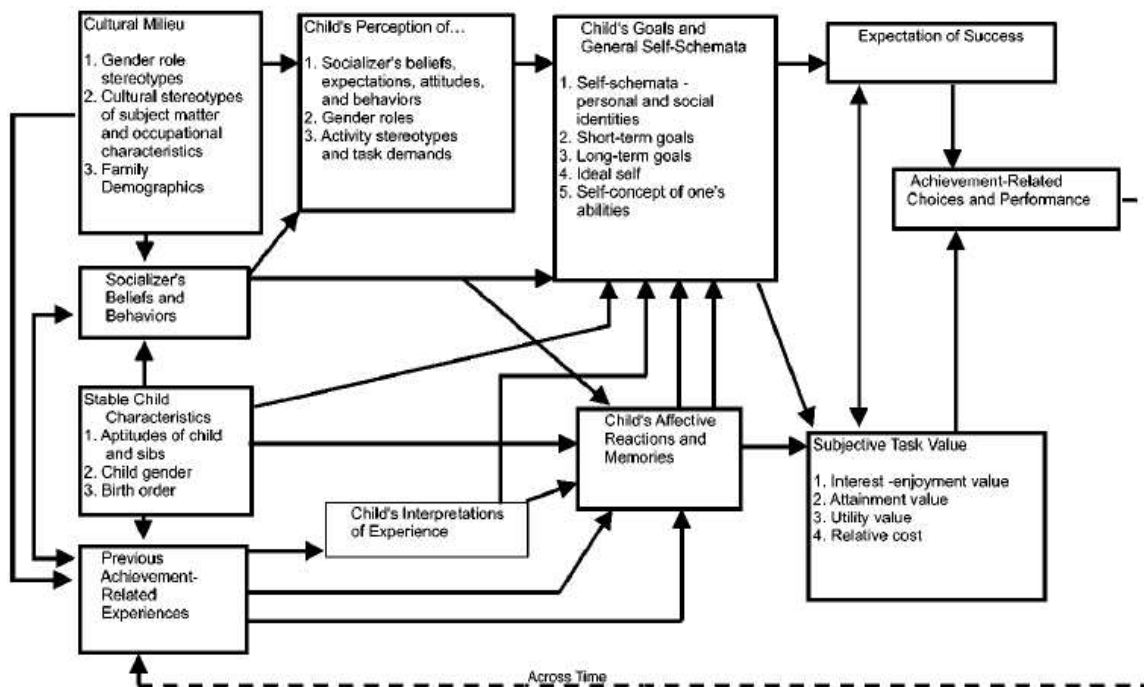 Cultural Milieu
1. Gender role
stereotypes
2. Cultural stereotypes
of subject matter
and occupational
characteristics
3. Family
Demographics
Child's Perception of...
1. Socializer's beliefs,
expectations, attitudes,
and behaviors
2. Gender roles
3. Activity stereotypes
and task demands
Child's Goals and
General Self-Schemata
1. Self-schemata -
personal and social
identities
2. Short-term goals
3. Long-term goals
4. Ideal self
5. Self-concept of one's
abilities
Expectation of Success
Achievement-Related
Choices and Performance
Socializer's
Beliefs and
Behaviors
Stable Child
Characteristics
1. Aptitudes of child
and sibs
2. Child gender
3. Birth order
Child's Affective
Reactions and
Memories
Subjective Task Value
1. Interest -enjoyment value
2. Attainment value
3. Utility value
4. Relative cost
Child's Interpretations
of Experience
Previous
Achievement-
Related
Experiences
Across Time